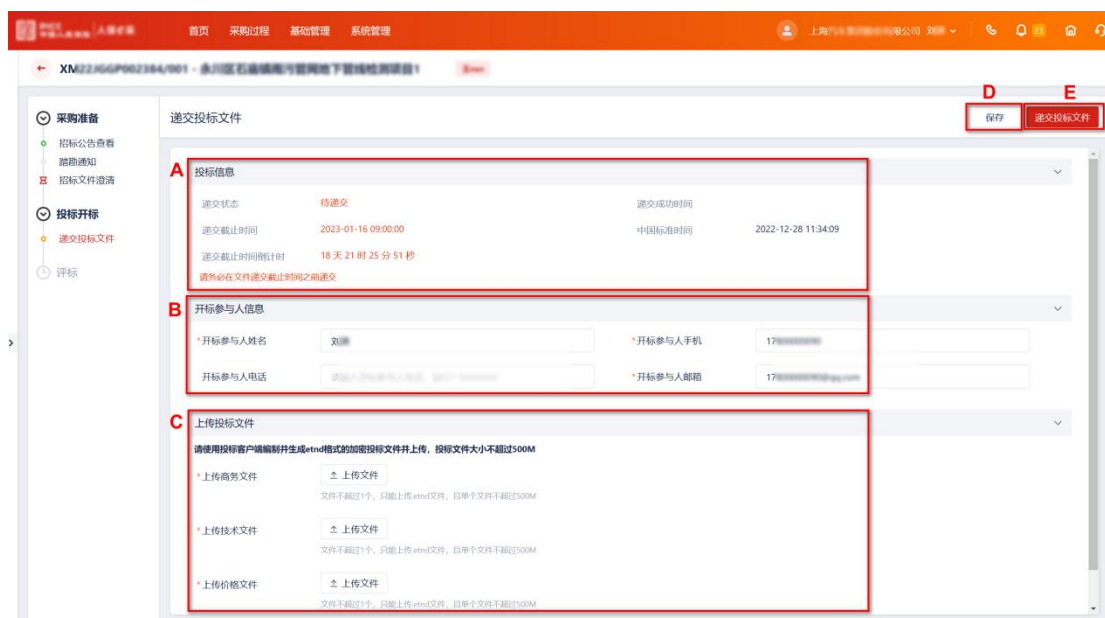 首页 采购过程 基础管理 系统管理 23
XM22JGGP002384/001 -
D E
采购准备 递交投标文件 保存 递交投标文件
招标公告查看
踏勘通知
招标文件澄清
A 投标信息
递交状态 待递交 递交成功时间
投标开标
递交截止时间 2023-01-16 09:00:00 中国标准时间 2022-12-28 11:34:09
递交投标文件
递交截止时间倒计时 18 天 21 时 25 分 51 秒
评标
请务必在文件递交截止时间之前递交
B 开标参与人信息
*开标参与人姓名 刘 *开标参与人手机 17
开标参与人电话 *开标参与人邮箱 17
C 上传投标文件
请使用投标客户端编制并生成etnd格式的加密投标文件并上传，投标文件大小不超过500M
*上传商务文件 上传文件
文件不超过1个，只能上传.etnd文件，且单个文件不超过500M
*上传技术文件 上传文件
文件不超过1个，只能上传.etnd文件，且单个文件不超过500M
*上传价格文件 上传文件
文件不超过1个，只能上传.etnd文件，且单个文件不超过500M